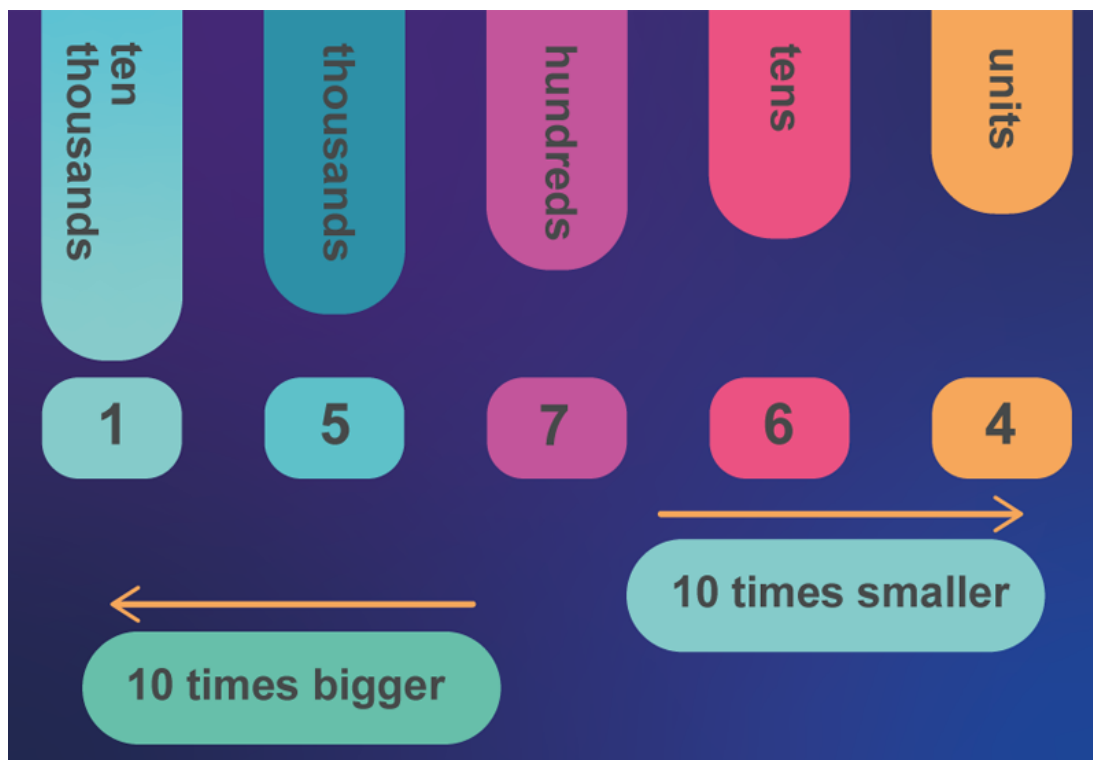 ten
thousands
thousands
hundreds
tens
units
1
5
7
6
4
10 times smaller
10 times bigger